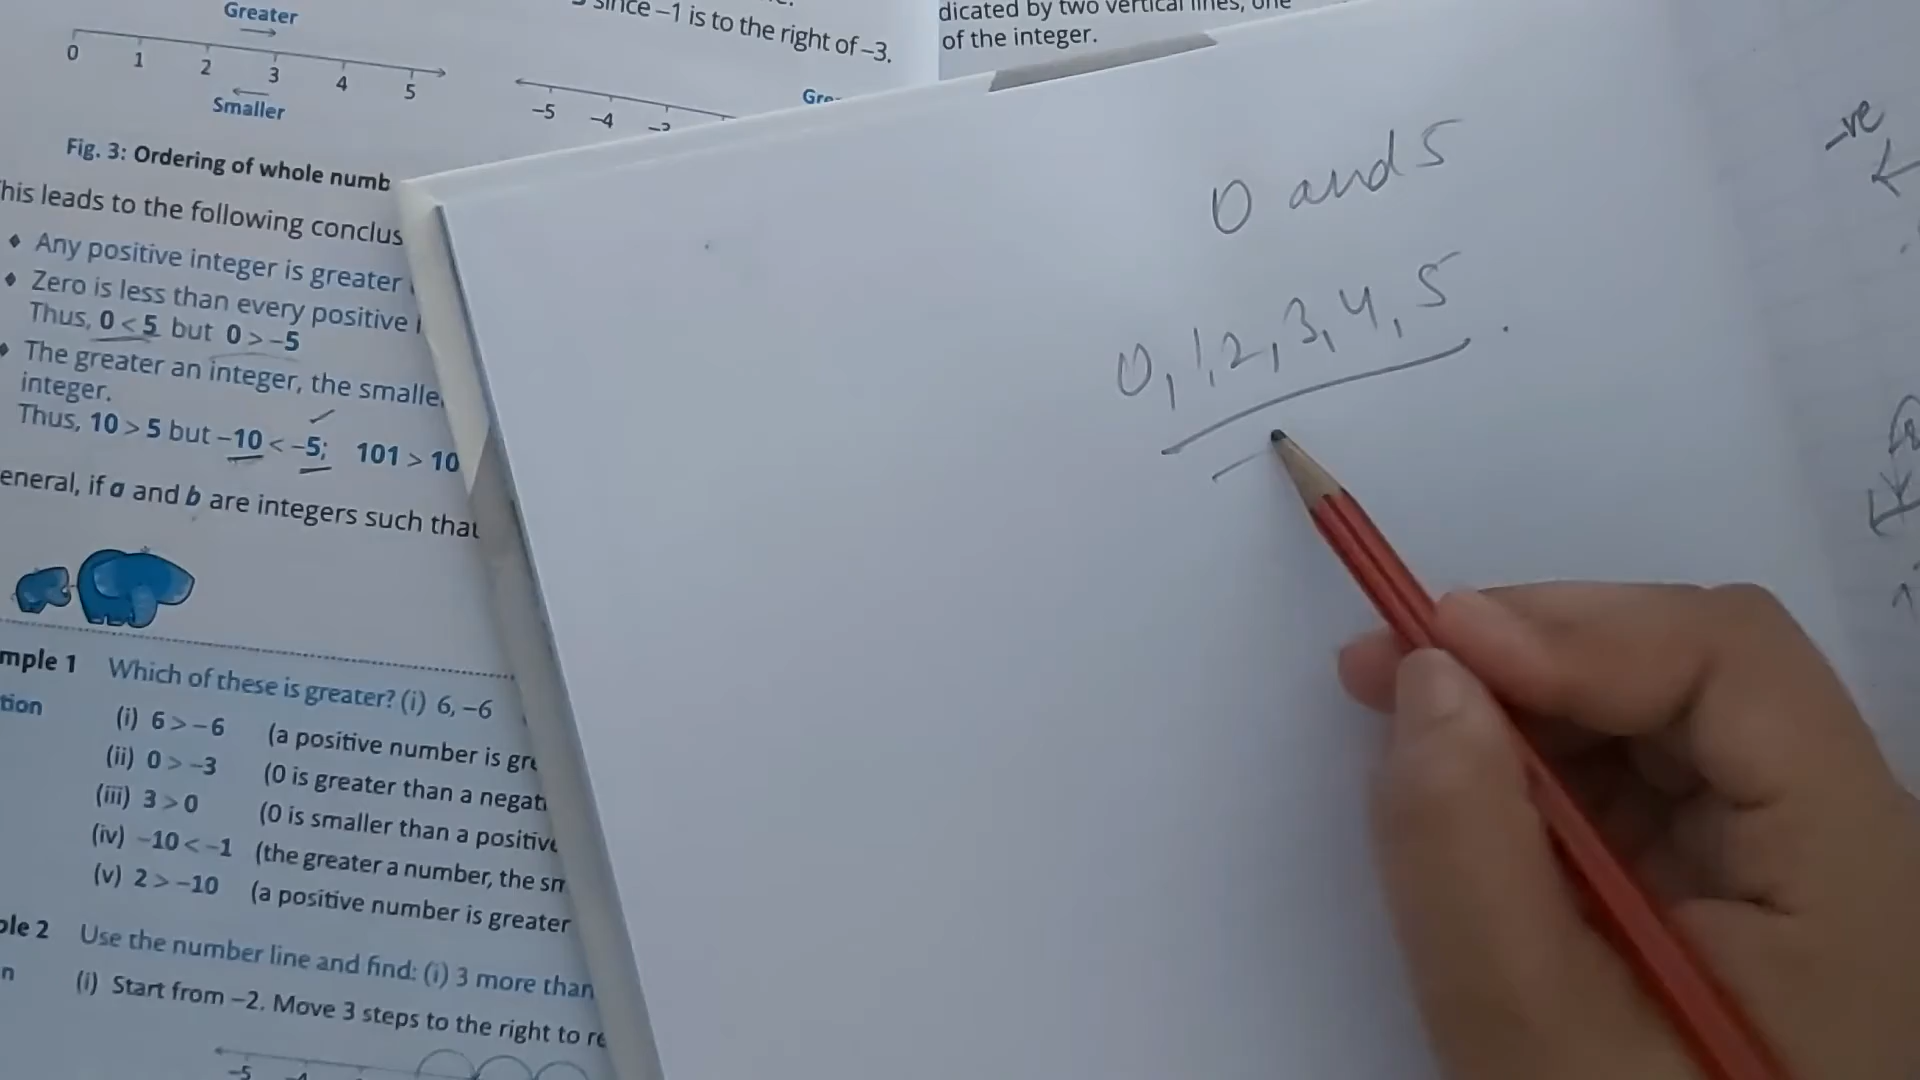 Greater
0 1 2 3 4 5
Smaller
Fig. 3: Ordering of whole numb
his leads to the following conclus
♦ Any positive integer is greater
♦ Zero is less than every positive i
Thus, 0 < 5 but 0 > –5
♦ The greater an integer, the smalle
integer.
Thus, 10 > 5 but –10 < –5; 101 > 10
eneral, if a and b are integers such that
mple 1 Which of these is greater? (i) 6, –6
tion (i) 6 > –6 (a positive number is gre
(ii) 0 > –3 (0 is greater than a negati
(iii) 3 > 0 (0 is smaller than a positive
(iv) –10 < –1 (the greater a number, the sm
(v) 2 > –10 (a positive number is greater
ple 2 Use the number line and find: (i) 3 more than
n (i) Start from –2. Move 3 steps to the right to re
–5 –4
since –1 is to the right of –3.
Gre
–5 –4
dicated by two vertical lines, one
of the integer.
0 and 5
0, 1, 2, 3, 4, 5
-ve